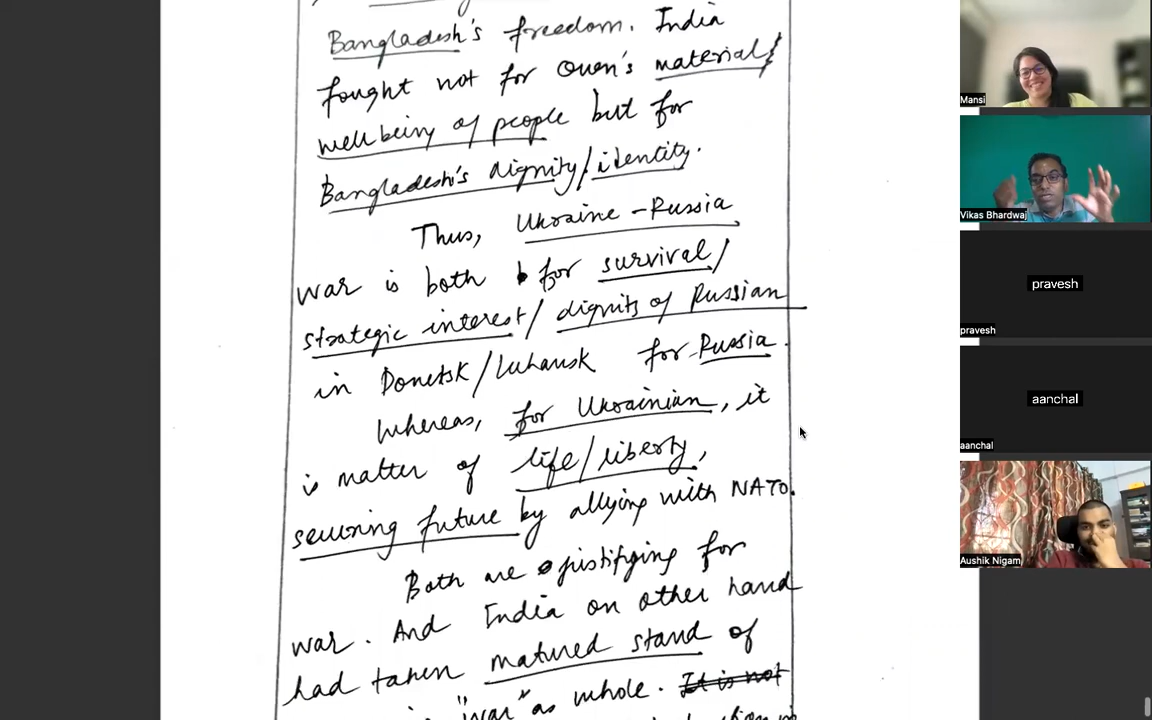 Bangladesh's freedom. India
fought not for own's material/
wellbeing of people but for
Bangladesh's dignity/identity.
Thus, Ukraine-Russia
war is both for survival/
strategic interest/dignity of Russian
in Donetsk/Luhansk for Russia.
Whereas, for Ukrainian, it
is matter of life/liberty,
securing future by allying with NATO.
Both are justifying for
war. And India on other hand
had taken matured stand of
"war" as whole. It is not
Mansi
Vikas Bhardwaj
pravesh
pravesh
aanchal
aanchal
Aushik Nigam